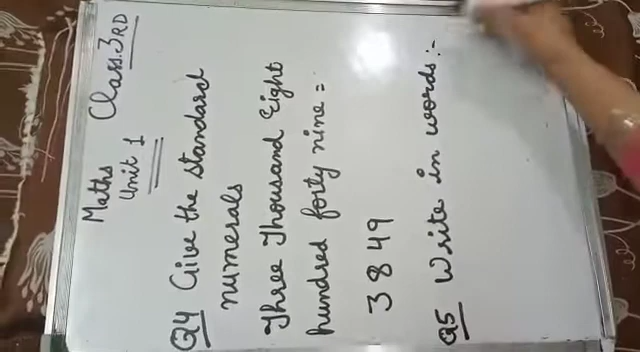 Maths Class:3RD
Unit 1
Q4 Give the standard
numerals
Three Thousand Eight
hundred forty nine =
3849
Q5 Write in words:-